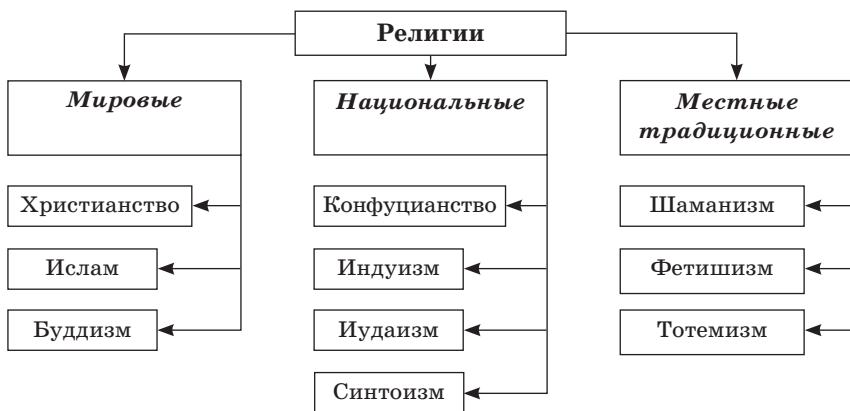 Религии
Мировые
Национальные
Местные
традиционные
Христианство
Конфуцианство
Шаманизм
Ислам
Индуизм
Фетишизм
Буддизм
Иудаизм
Тотемизм
Синтоизм